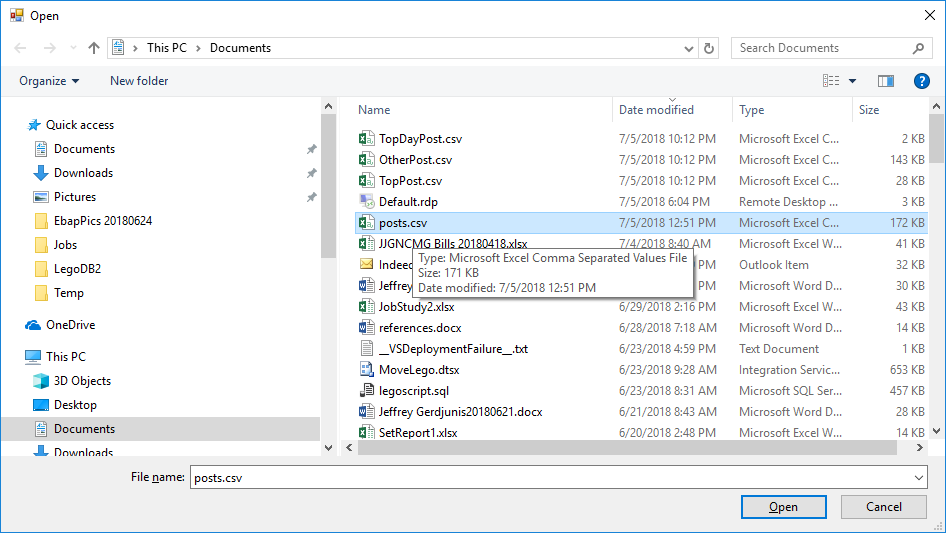 Open
This PC > Documents
Search Documents
Organize
New folder
?
Quick access
Documents
Downloads
Pictures
EbapPics 20180624
Jobs
LegoDB2
Temp
OneDrive
This PC
3D Objects
Desktop
Documents
Downloads
Name Date modified Type Size
TopDayPost.csv 7/5/2018 10:12 PM Microsoft Excel C... 2 KB
OtherPost.csv 7/5/2018 10:12 PM Microsoft Excel C... 143 KB
TopPost.csv 7/5/2018 10:12 PM Microsoft Excel C... 28 KB
Default.rdp 7/5/2018 6:04 PM Remote Desktop ... 3 KB
posts.csv 7/5/2018 12:51 PM Microsoft Excel C... 172 KB
JJGNCMG Bills 20180418.xlsx 7/4/2018 8:40 AM Microsoft Excel W... 41 KB
Indeed Outlook Item 32 KB
Jeffrey Microsoft Word D... 30 KB
Type: Microsoft Excel Comma Separated Values File
Size: 171 KB
Date modified: 7/5/2018 12:51 PM
JobStudy2.xlsx 6/29/2018 2:16 PM Microsoft Excel W... 43 KB
references.docx 6/28/2018 7:18 AM Microsoft Word D... 14 KB
__VSDeploymentFailure__.txt 6/23/2018 4:59 PM Text Document 1 KB
MoveLego.dtsx 6/23/2018 9:28 AM Integration Servic... 653 KB
legoscript.sql 6/23/2018 8:31 AM Microsoft SQL Ser... 457 KB
Jeffrey Gerdjunis20180621.docx 6/21/2018 8:43 AM Microsoft Word D... 28 KB
SetReport1.xlsx 6/20/2018 2:48 PM Microsoft Excel W... 14 KB
File name: posts.csv
Open
Cancel